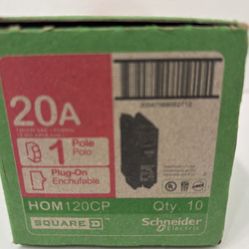 20A
1 Pole
Polo
Plug-On
Enchufable
HOM120CP Qty. 10
SQUARE D Schneider
Electric